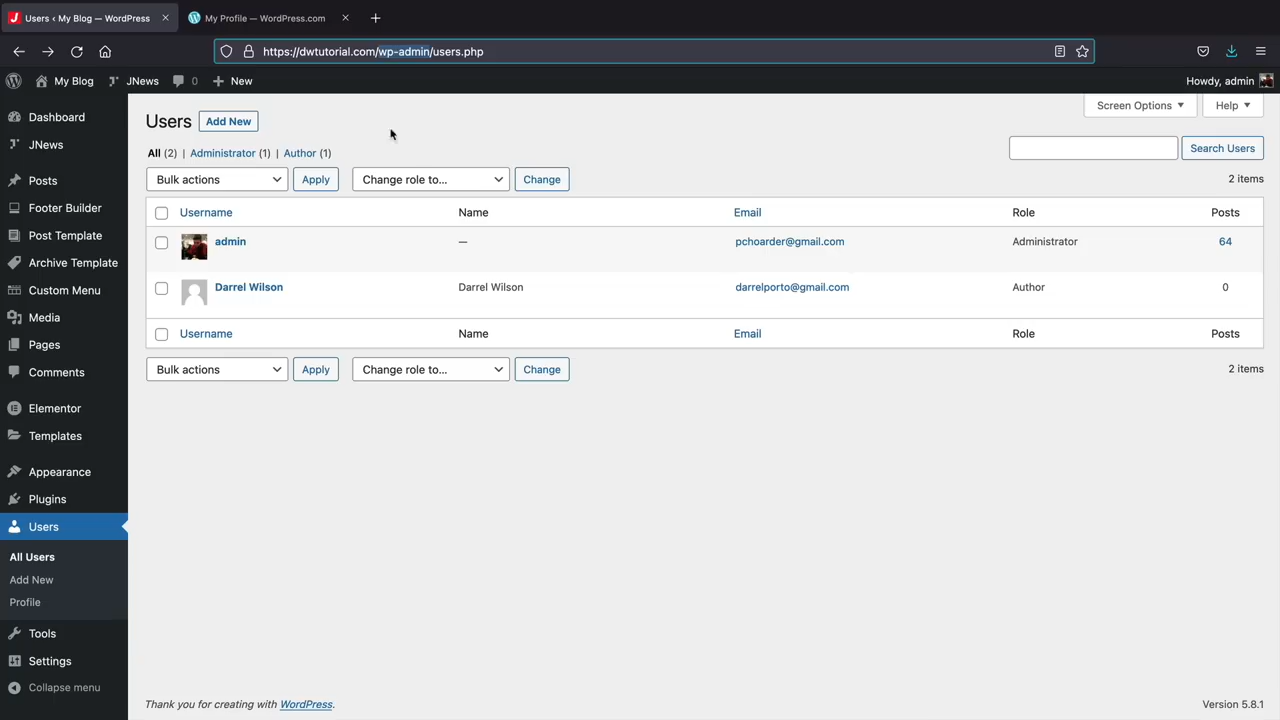 Users ‹ My Blog — WordPress
My Profile — WordPress.com
https://dwtutorial.com/wp-admin/users.php
My Blog
JNews
0
New
Howdy, admin
Dashboard
JNews
Posts
Footer Builder
Post Template
Archive Template
Custom Menu
Media
Pages
Comments
Elementor
Templates
Appearance
Plugins
Users
All Users
Add New
Profile
Tools
Settings
Collapse menu
Screen Options
Help
Users
Add New
All (2) | Administrator (1) | Author (1)
Search Users
Bulk actions
Apply
Change role to...
Change
2 items
Username Name Email Role Posts
admin — pchoarder@gmail.com Administrator 64
Darrel Wilson Darrel Wilson darrelporto@gmail.com Author 0
Username Name Email Role Posts
Bulk actions
Apply
Change role to...
Change
2 items
Thank you for creating with WordPress.
Version 5.8.1